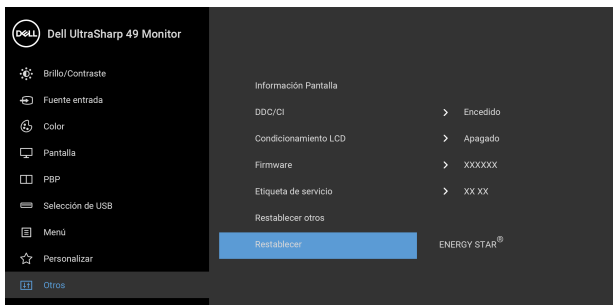 DELL Dell UltraSharp 49 Monitor
Brillo/Contraste
Fuente entrada
Color
Pantalla
PBP
Selección de USB
Menú
Personalizar
Otros
Información Pantalla
DDC/CI > Encedido
Condicionamiento LCD > Apagado
Firmware > XXXXXX
Etiqueta de servicio > XX XX
Restablecer otros
Restablecer ENERGY STAR®